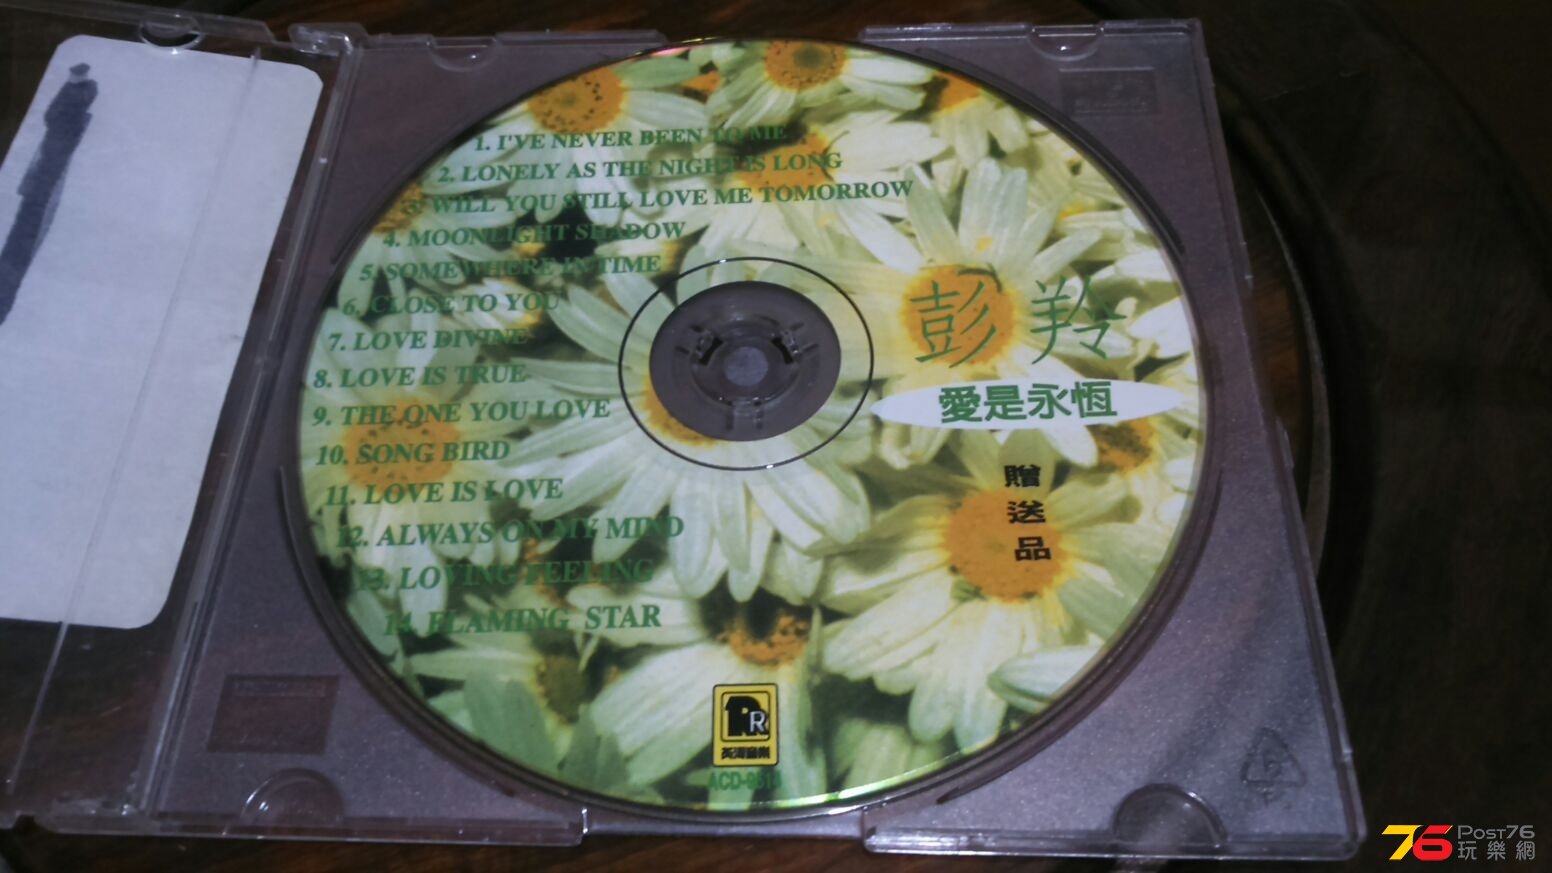 1. I'VE NEVER BEEN TO ME
2. LONELY AS THE NIGHT IS LONG
3. WILL YOU STILL LOVE ME TOMORROW
4. MOONLIGHT SHADOW
5. SOMEWHERE IN TIME
6. CLOSE TO YOU
7. LOVE DIVINE
8. LOVE IS TRUE
9. THE ONE YOU LOVE
10. SONG BIRD
11. LOVE IS LOVE
12. ALWAYS ON MY MIND
13. LOVING FEELING
14. FLAMING STAR
彭羚
愛是永恆
贈
送
品
R
音樂
76 Post76
玩樂網